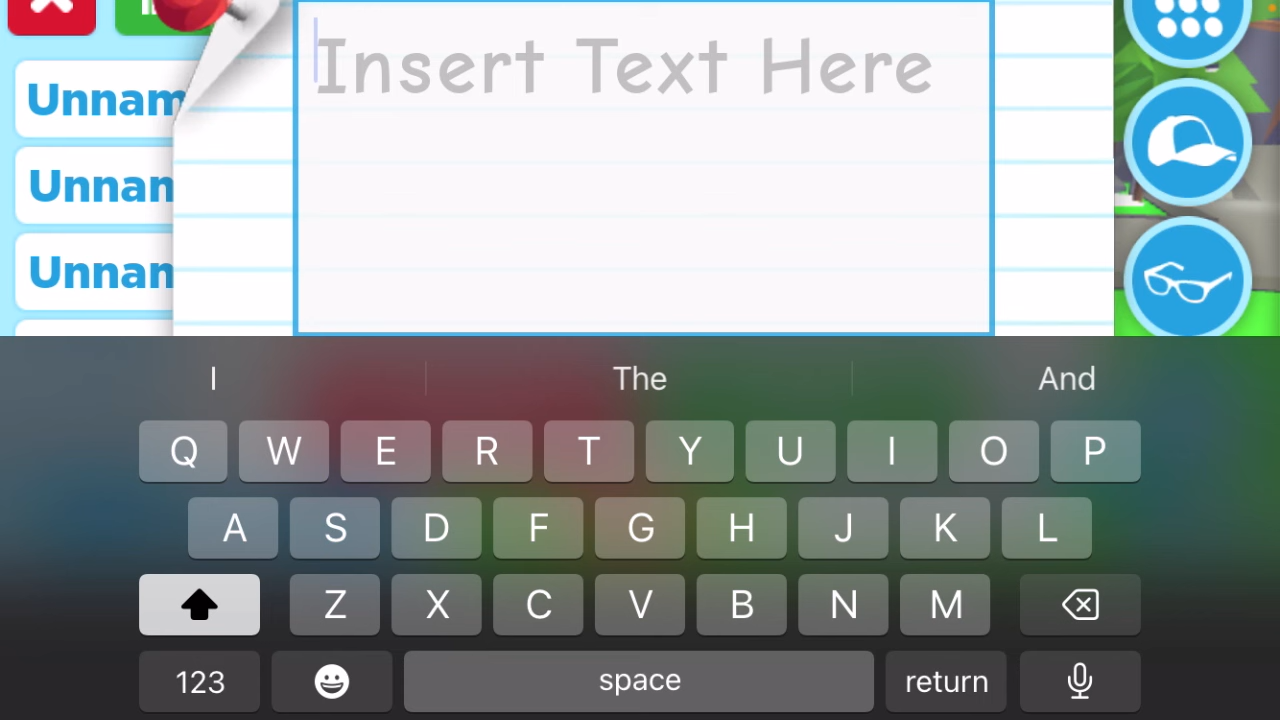 Insert Text Here
Unnam
Unnan
Unnan
I The And
Q W E R T Y U I O P
A S D F G H J K L
Z X C V B N M
123 space return